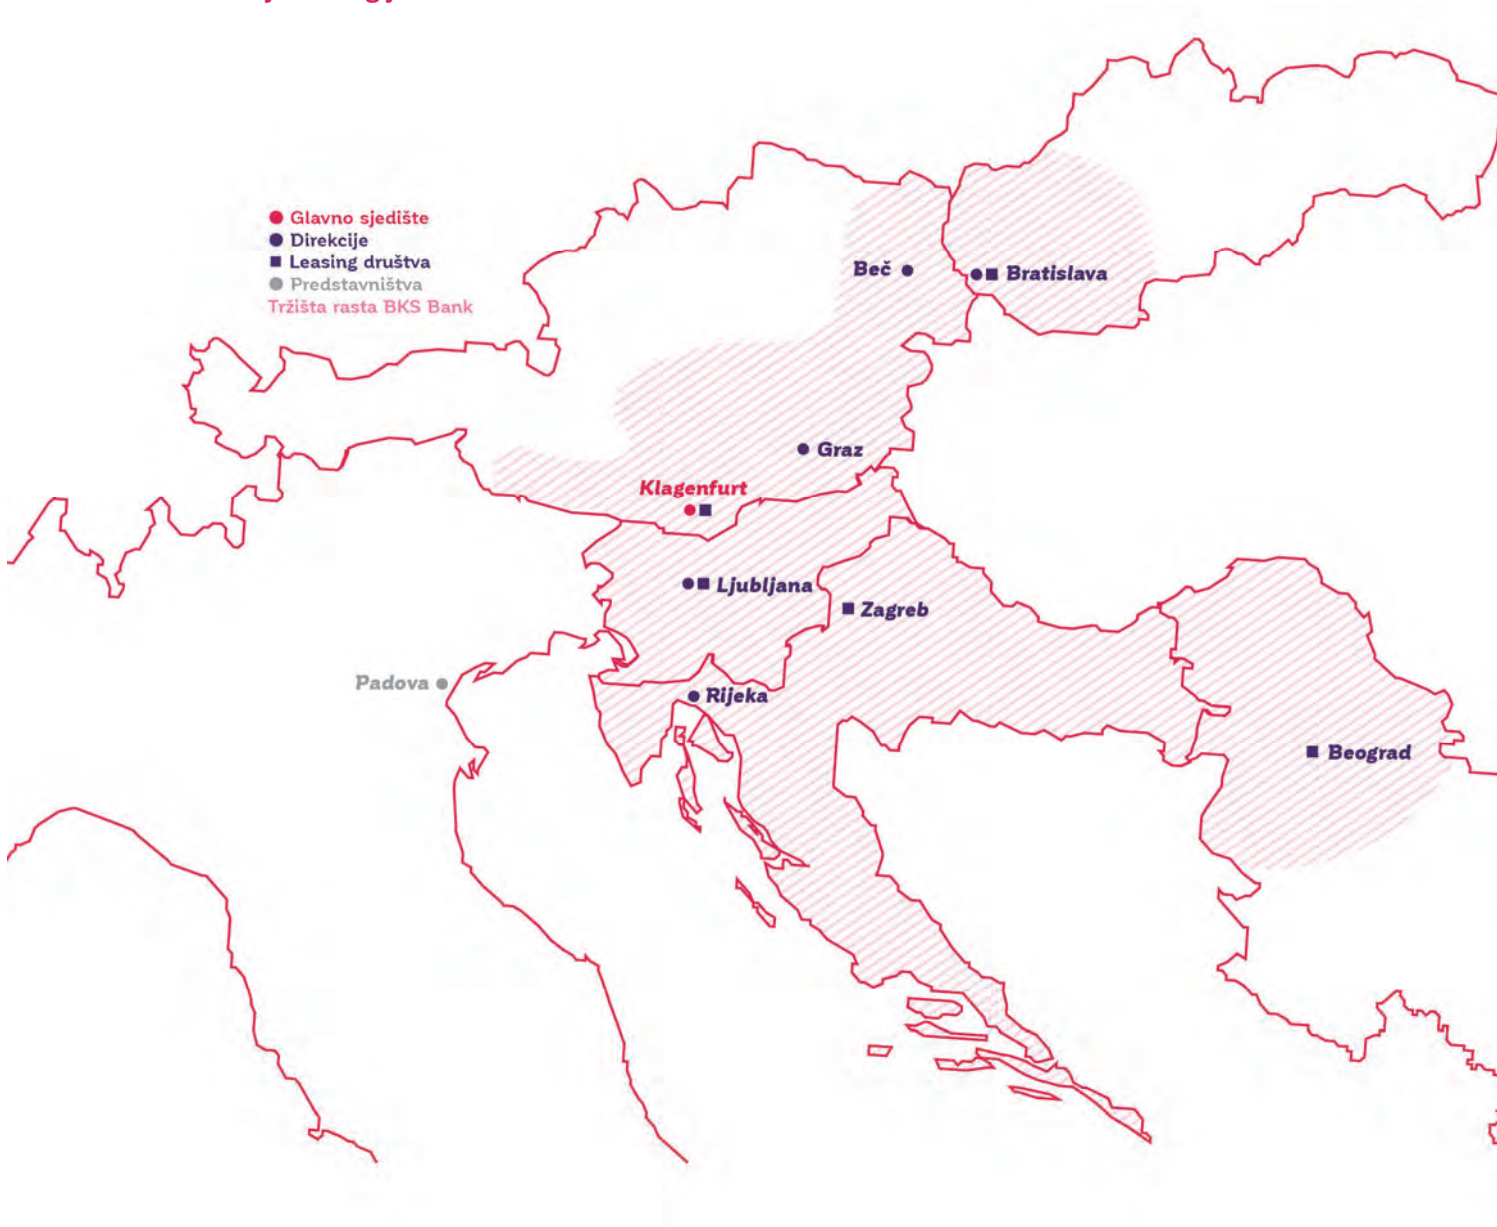 Glavno sjedište
Direkcije
Leasing društva
Predstavništva
Tržišta rasta BKS Bank
Beč
Bratislava
Graz
Klagenfurt
Ljubljana
Zagreb
Padova
Rijeka
Beograd